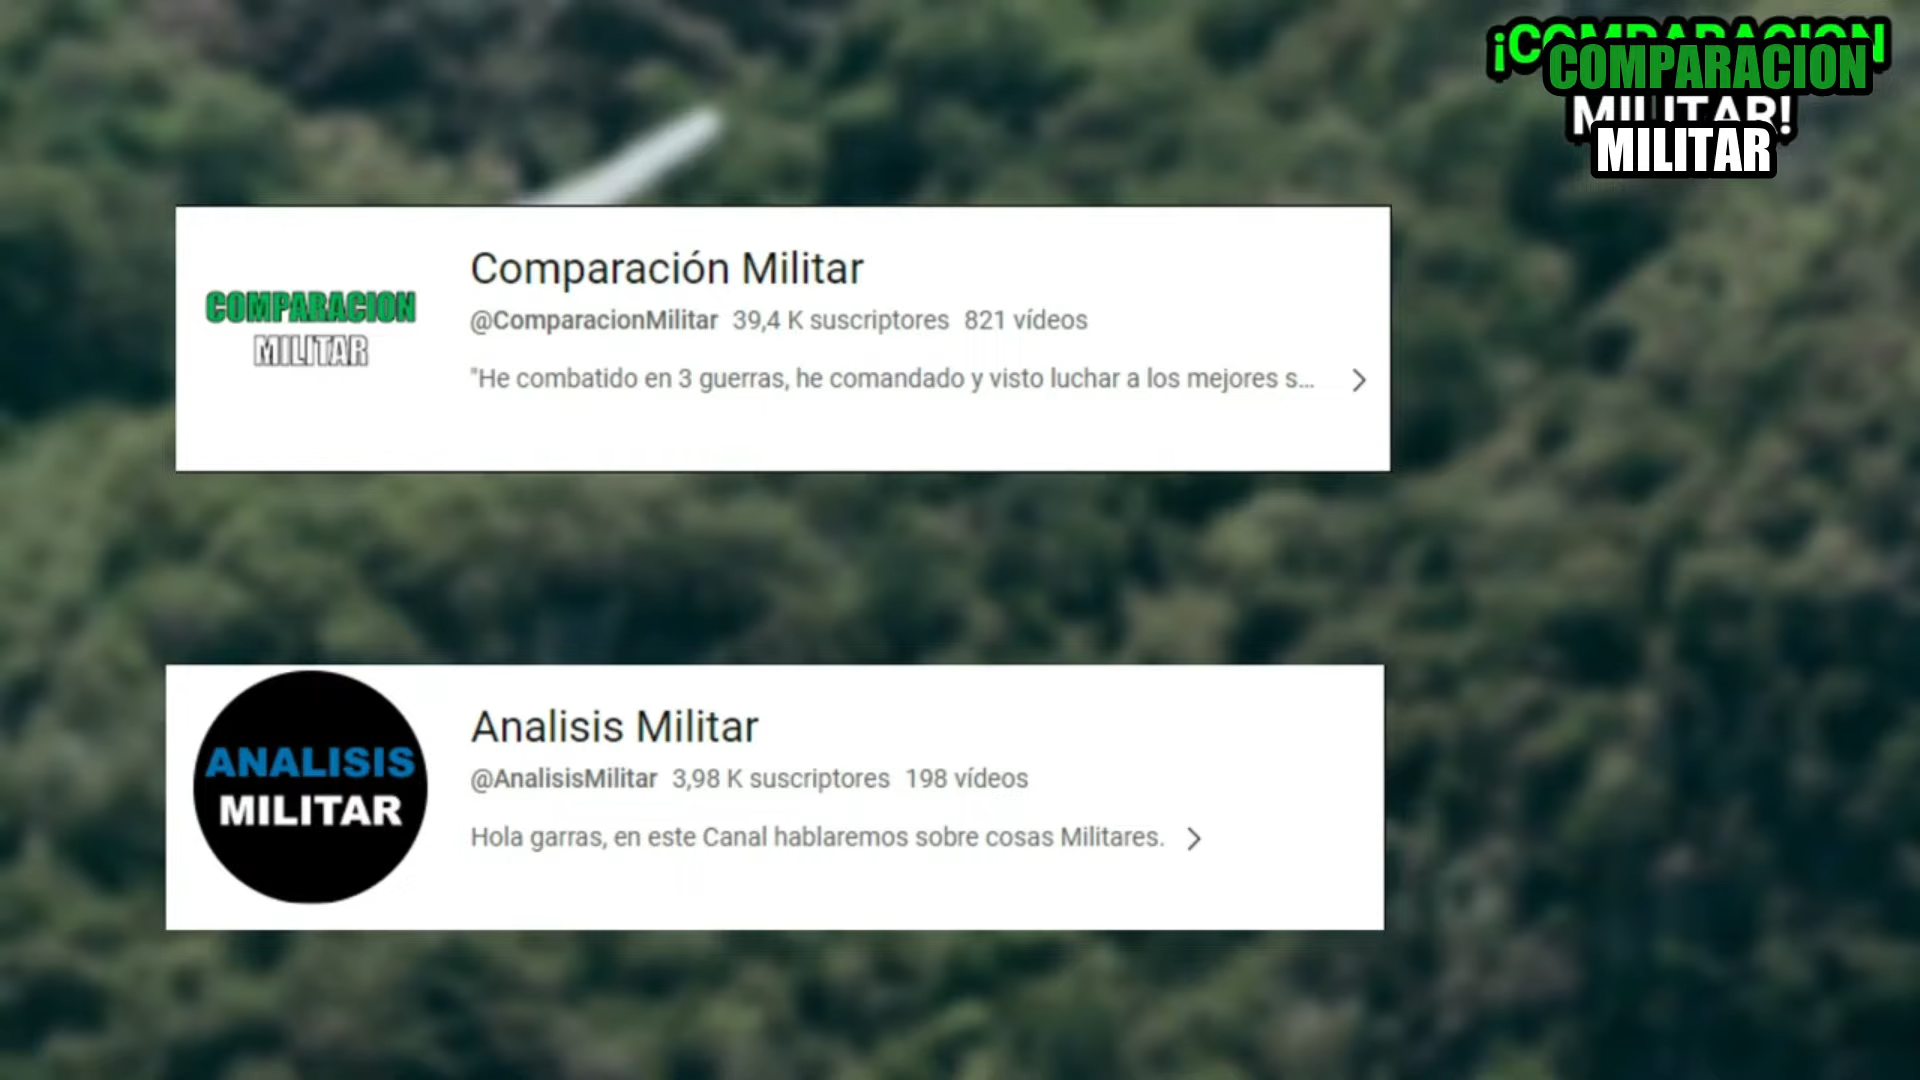 ¡COMPARACION
COMPARACION
MILITAR!
MILITAR
Comparación Militar
COMPARACION
MILITAR
@ComparacionMilitar 39,4 K suscriptores 821 vídeos
"He combatido en 3 guerras, he comandado y visto luchar a los mejores s...
Analisis Militar
ANALISIS
MILITAR
@AnalisisMilitar 3,98 K suscriptores 198 vídeos
Hola garras, en este Canal hablaremos sobre cosas Militares.